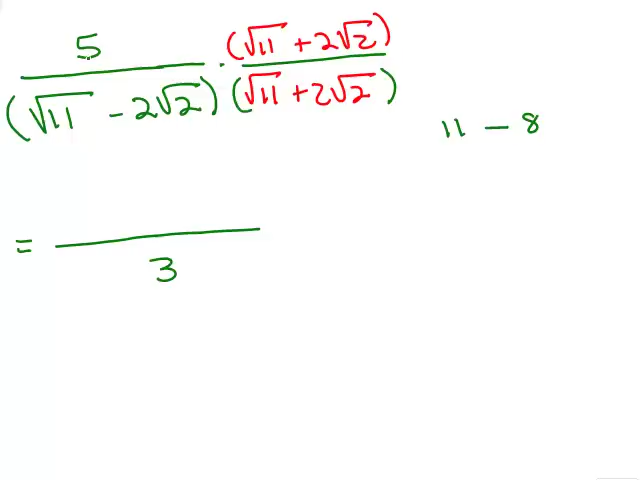 5 / (√11 − 2√2) · (√11 + 2√2) / (√11 + 2√2)
11 − 8
= / 3